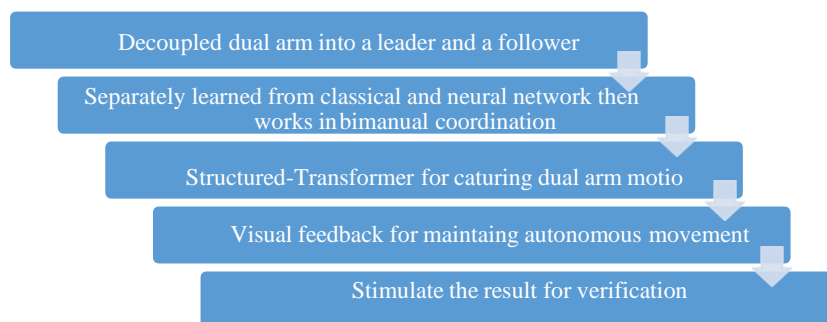 Decoupled dual arm into a leader and a follower
Separately learned from classical and neural network then
works in bimanual coordination
Structured-Transformer for caturing dual arm motio
Visual feedback for maintaing autonomous movement
Stimulate the result for verification